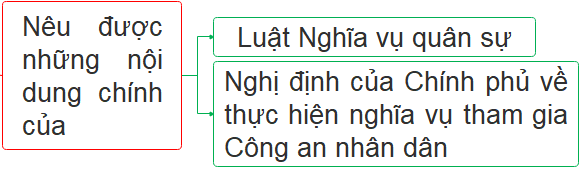 Nêu được
những nội
dung chính
của
Luật Nghĩa vụ quân sự
Nghị định của Chính phủ về
thực hiện nghĩa vụ tham gia
Công an nhân dân